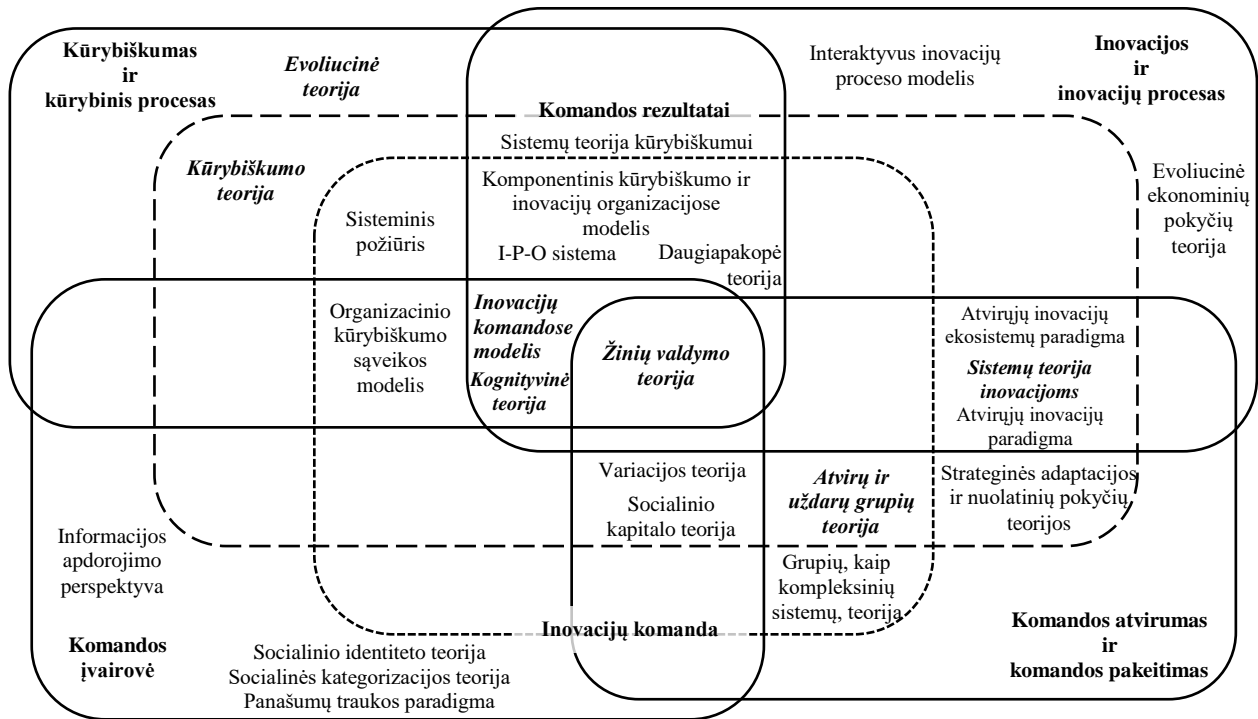 Kūrybiškumas
ir
kūrybinis procesas
Evoliucinė
teorija
Interaktyvus inovacijų
proceso modelis
Inovacijos
ir
inovacijų procesas
Komandos rezultatai
Sistemų teorija kūrybiškumui
Kūrybiškumo
teorija
Komponentinis kūrybiškumo ir
inovacijų organizacijose
modelis
Evoliucinė
ekonominių
pokyčių
teorija
Sisteminis
požiūris
I-P-O sistema
Daugiapakopė
teorija
Organizacinio
kūrybiškumo
sąveikos
modelis
Inovacijų
komandose
modelis
Kognityvinė
teorija
Žinių valdymo
teorija
Atvirųjų inovacijų
ekosistemų paradigma
Sistemų teorija
inovacijoms
Atvirųjų inovacijų
paradigma
Variacijos teorija
Socialinio
kapitalo teorija
Atvirų ir
uždarų grupių
teorija
Strateginės adaptacijos
ir nuolatinių pokyčių
teorijos
Informacijos
apdorojimo
perspektyva
Grupių, kaip
kompleksinių
sistemų, teorija
Inovacijų komanda
Komandos
įvairovė
Socialinio identiteto teorija
Socialinės kategorizacijos teorija
Panašumų traukos paradigma
Komandos atvirumas
ir
komandos pakeitimas